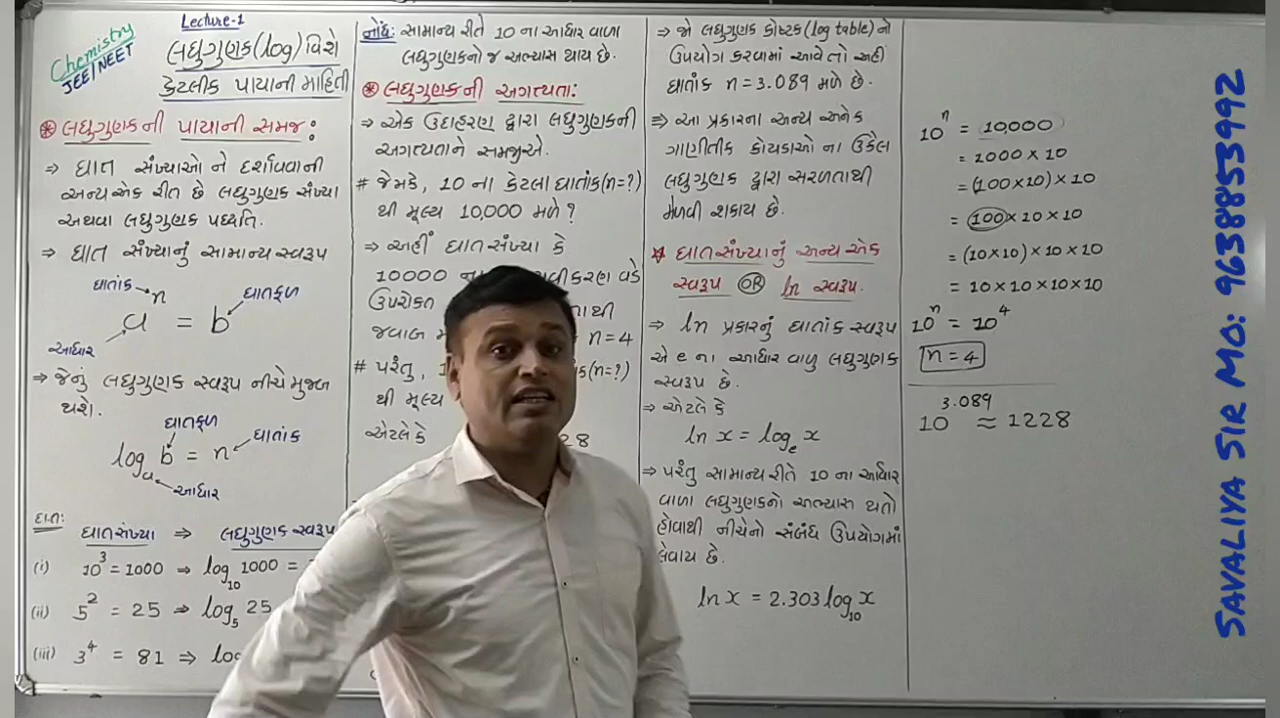 Chemistry
JEE/NEET
Lecture-1
લઘુગુણક(log) વિશે
કેટલીક પાયાની માહિતી
લઘુગુણકની પાયાની સમજ:
⇒ ઘાત સંખ્યાઓ ને દર્શાવવાની
અન્ય એક રીત છે લઘુગુણક સંખ્યા
અથવા લઘુગુણક પધ્ધતિ.
⇒ ઘાત સંખ્યાનું સામાન્ય સ્વરૂપ
ઘાતાંક
ઘાતફળ
aⁿ = b
આધાર
⇒ જેનું લઘુગુણક સ્વરૂપ નીચે મુજબ
થશે.
ઘાતફળ
logₐ b = n ઘાતાંક
આધાર
દા.ત:
ઘાતસંખ્યા ⇒ લઘુગુણક સ્વરૂપ
(i) 10³ = 1000 ⇒ log₁₀ 1000 =
(ii) 5² = 25 ⇒ log₅ 25
(iii) 3⁴ = 81 ⇒
નોંધ: સામાન્ય રીતે 10 ના આધાર વાળા
લઘુગુણકનો જ અભ્યાસ થાય છે.
લઘુગુણકની અગત્યતા:
⇒ એક ઉદાહરણ દ્વારા લઘુગુણકની
અગત્યતાને સમજીએ.
# જેમકે, 10 ના કેટલા ઘાતાંક(n=?)
થી મૂલ્ય 10,000 મળે ?
⇒ અહીં ઘાતસંખ્યા કે
10000 ના વડે
ઉપરોક્ત
જવાબ n = 4
# પરંતુ, (n=?)
થી મૂલ્ય
એટલે કે 28
⇒ જો લઘુગુણક કોષ્ટક (log table) નો
ઉપયોગ કરવામાં આવે તો અહીં
ઘાતાંક n = 3.089 મળે છે.
⇒ આ પ્રકારના અન્ય અનેક
ગાણીતીક કોયડાઓ ના ઉકેલ
લઘુગુણક દ્વારા સરળતાથી
મેળવી શકાય છે.
* ઘાતસંખ્યાનું અન્ય એક
સ્વરૂપ OR ln સ્વરૂપ.
⇒ ln પ્રકારનું ઘાતાંક સ્વરૂપ
એ e ના આધાર વાળુ લઘુગુણક
સ્વરૂપ છે.
⇒ એટલે કે
ln x = logₑ x
⇒ પરંતુ સામાન્ય રીતે 10 ના આધાર
વાળા લઘુગુણકનો અભ્યાસ થતો
હોવાથી નીચેનો સંબંધ ઉપયોગમાં
લેવાય છે.
ln x = 2.303 log₁₀ x
10ⁿ = 10,000
= 1000 × 10
= (100×10) × 10
= (100) × 10 × 10
= (10×10) × 10 × 10
= 10 × 10 × 10 × 10
10ⁿ = 10⁴
n = 4
10^3.089 ≈ 1228
SAVALIYA SIR MO: 9638853992